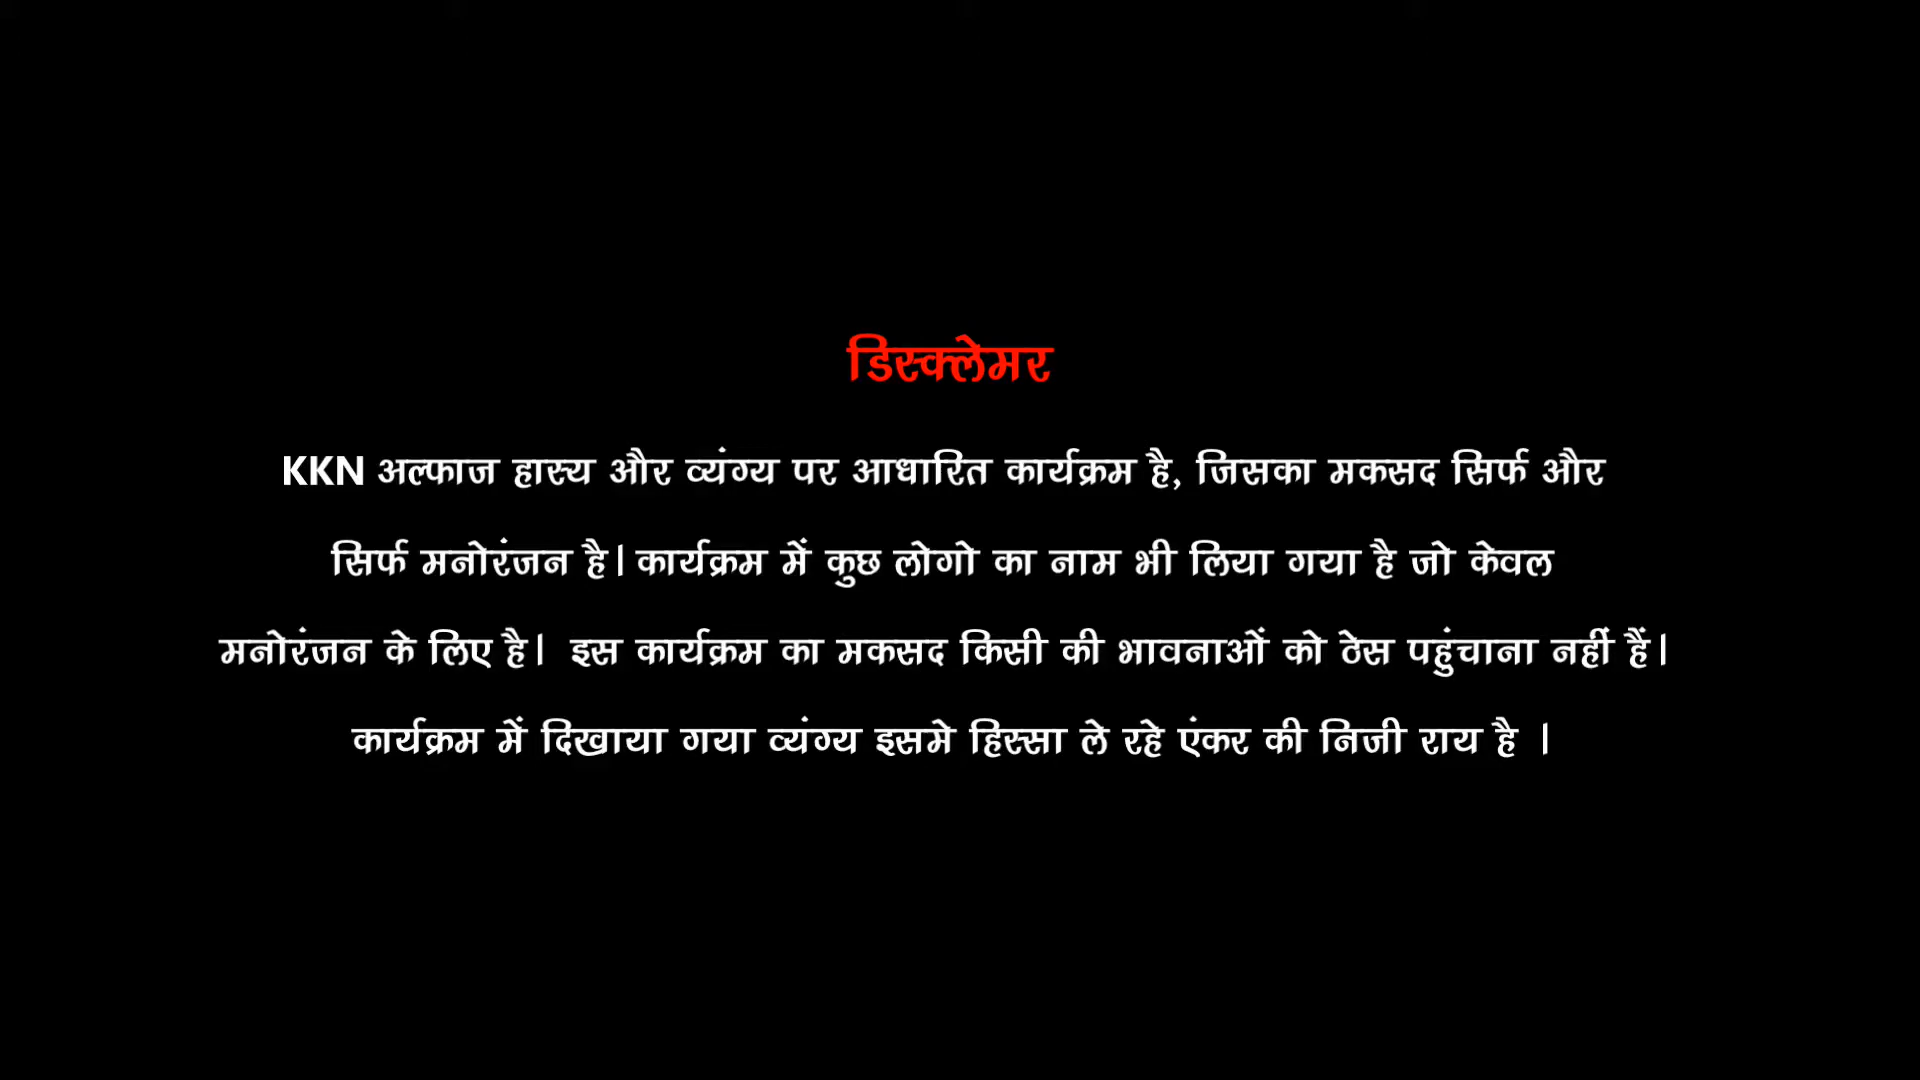 डिस्क्लेमर
KKN अल्फाज हास्य और व्यंग्य पर आधारित कार्यक्रम है, जिसका मकसद सिर्फ और
सिर्फ मनोरंजन है। कार्यक्रम में कुछ लोगो का नाम भी लिया गया है जो केवल
मनोरंजन के लिए है। इस कार्यक्रम का मकसद किसी की भावनाओं को ठेस पहुंचाना नहीं हैं।
कार्यक्रम में दिखाया गया व्यंग्य इसमे हिस्सा ले रहे एंकर की निजी राय है ।